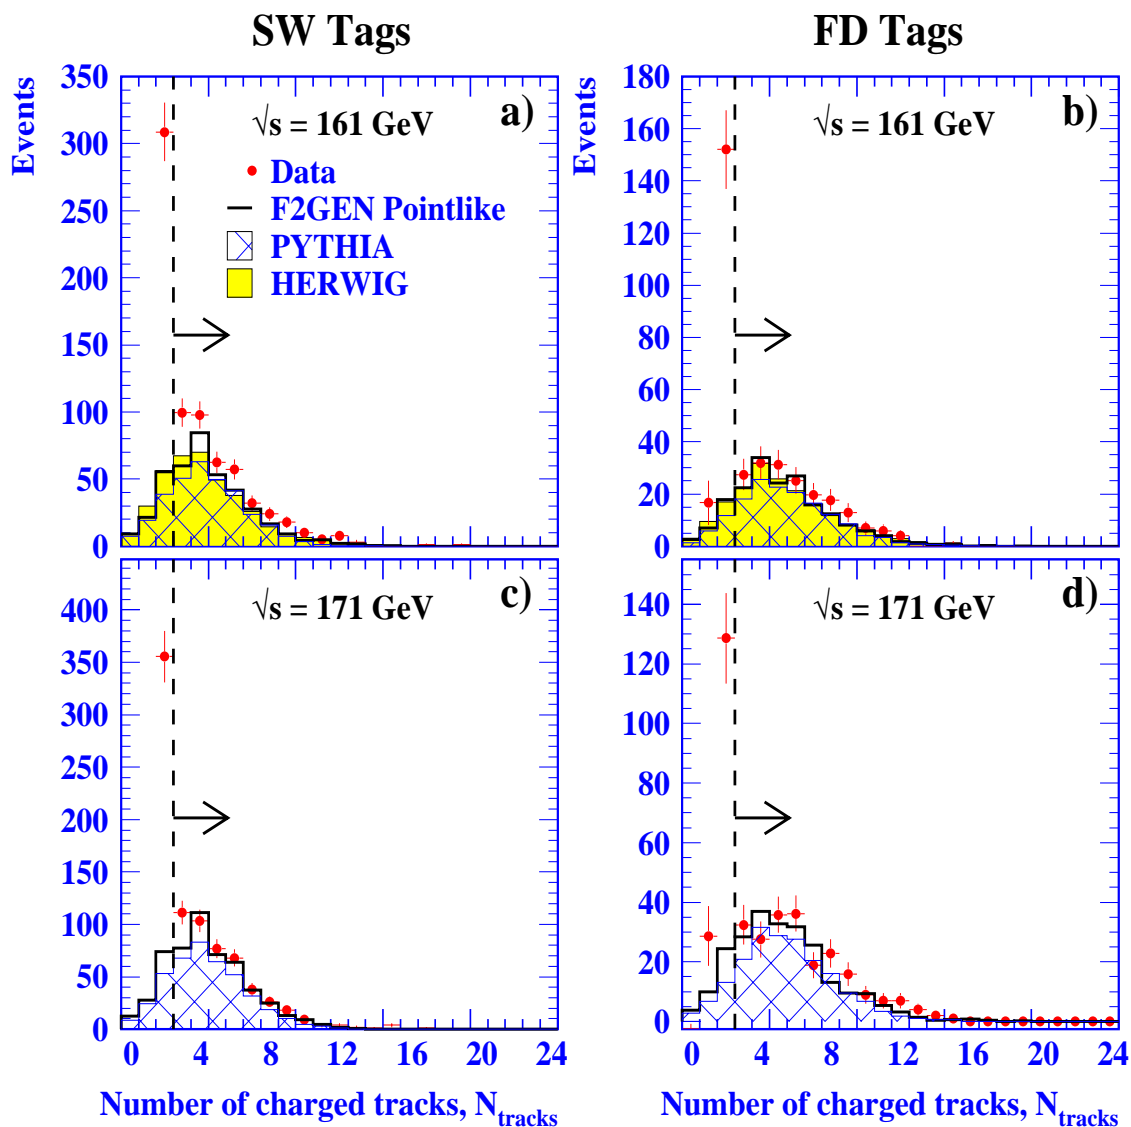 SW Tags
FD Tags
Events
350
300
250
200
150
100
50
0
a)
√s = 161 GeV
Data
F2GEN Pointlike
PYTHIA
HERWIG
Events
180
160
140
120
100
80
60
40
20
0
b)
√s = 161 GeV
400
350
300
250
200
150
100
50
0
c)
√s = 171 GeV
0 4 8 12 16 20 24
Number of charged tracks, N_tracks
140
120
100
80
60
40
20
0
d)
√s = 171 GeV
0 4 8 12 16 20 24
Number of charged tracks, N_tracks